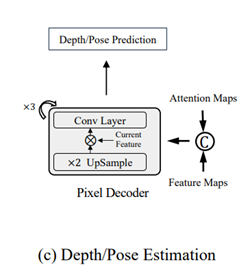 Depth/Pose Prediction
×3
Attention Maps
Conv Layer
Current
Feature
C
×2 UpSample
Pixel Decoder
Feature Maps
(c) Depth/Pose Estimation